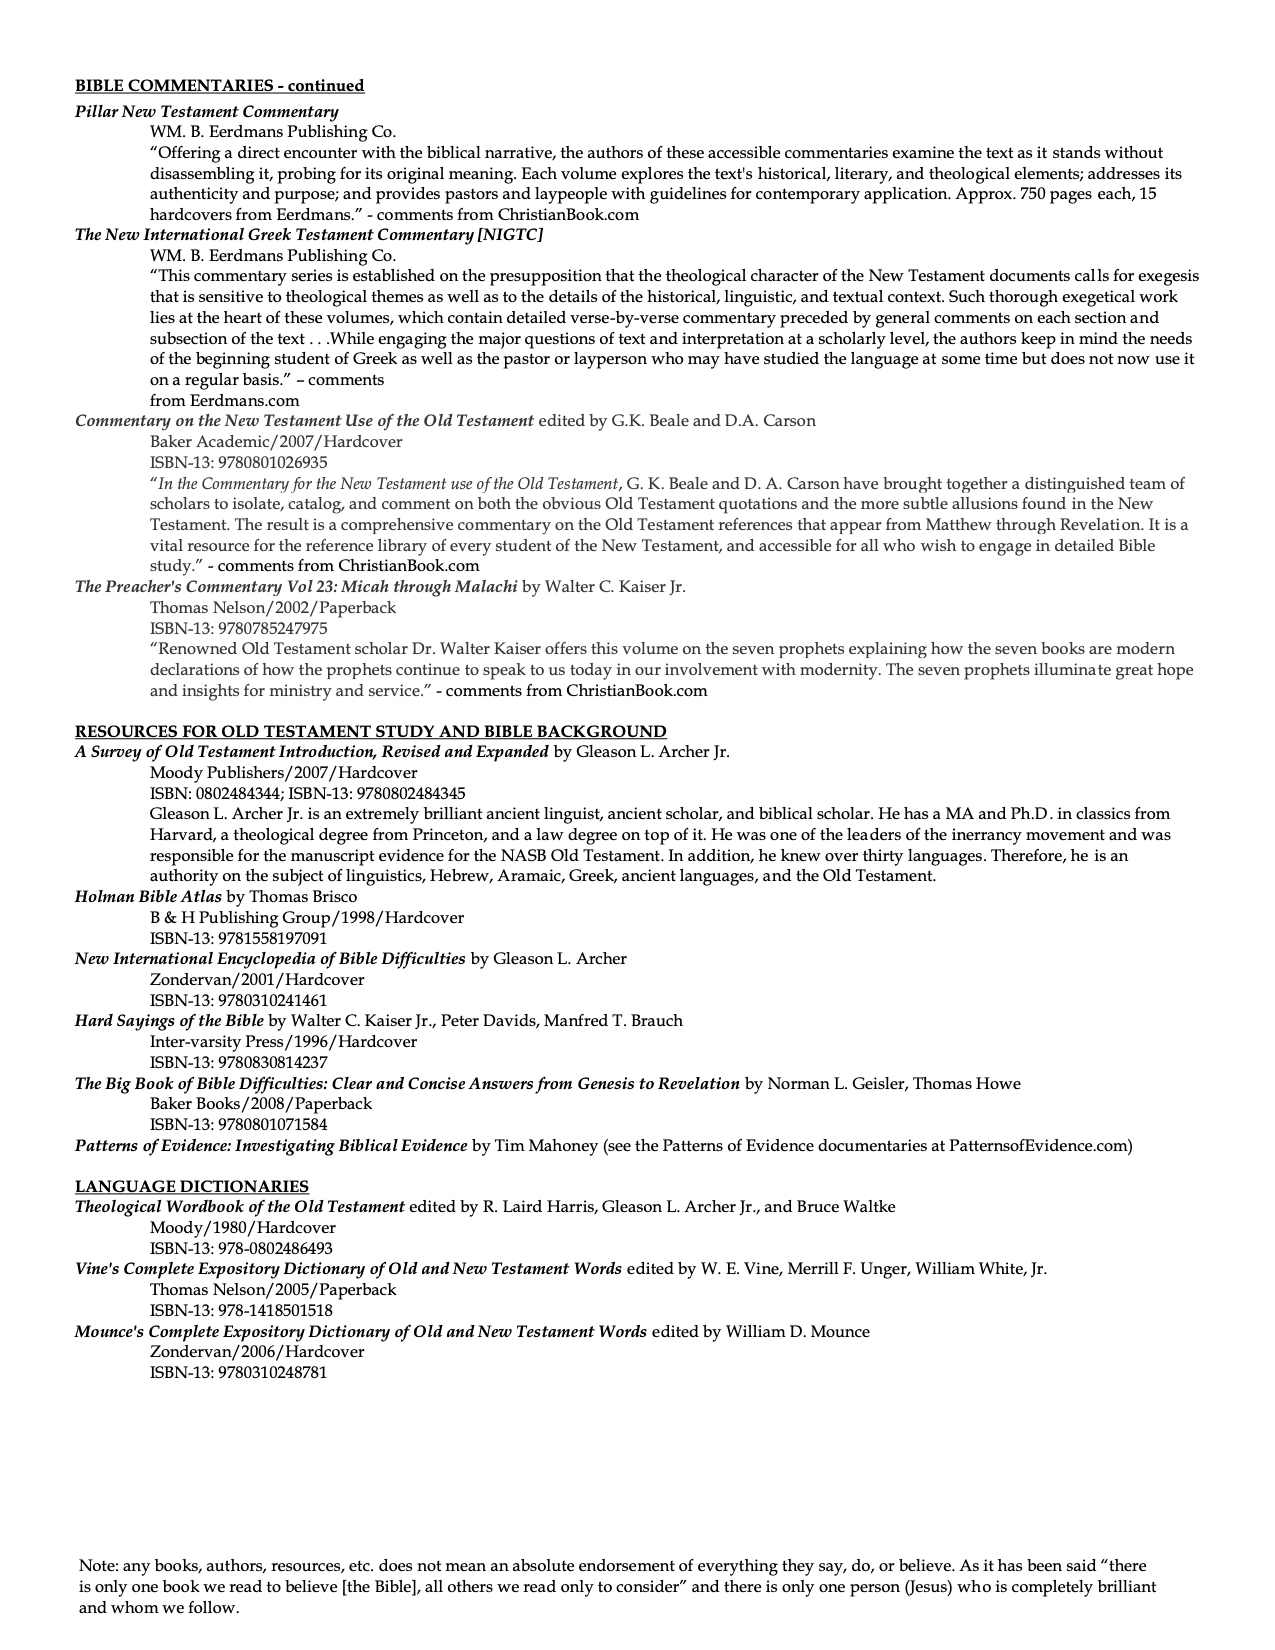 BIBLE COMMENTARIES - continued
Pillar New Testament Commentary
WM. B. Eerdmans Publishing Co.
“Offering a direct encounter with the biblical narrative, the authors of these accessible commentaries examine the text as it stands without
disassembling it, probing for its original meaning. Each volume explores the text's historical, literary, and theological elements; addresses its
authenticity and purpose; and provides pastors and laypeople with guidelines for contemporary application. Approx. 750 pages each, 15
hardcovers from Eerdmans.” - comments from ChristianBook.com
The New International Greek Testament Commentary [NIGTC]
WM. B. Eerdmans Publishing Co.
“This commentary series is established on the presupposition that the theological character of the New Testament documents calls for exegesis
that is sensitive to theological themes as well as to the details of the historical, linguistic, and textual context. Such thorough exegetical work
lies at the heart of these volumes, which contain detailed verse-by-verse commentary preceded by general comments on each section and
subsection of the text . . .While engaging the major questions of text and interpretation at a scholarly level, the authors keep in mind the needs
of the beginning student of Greek as well as the pastor or layperson who may have studied the language at some time but does not now use it
on a regular basis.” – comments
from Eerdmans.com
Commentary on the New Testament Use of the Old Testament edited by G.K. Beale and D.A. Carson
Baker Academic/2007/Hardcover
ISBN-13: 9780801026935
“In the Commentary for the New Testament use of the Old Testament, G. K. Beale and D. A. Carson have brought together a distinguished team of
scholars to isolate, catalog, and comment on both the obvious Old Testament quotations and the more subtle allusions found in the New
Testament. The result is a comprehensive commentary on the Old Testament references that appear from Matthew through Revelation. It is a
vital resource for the reference library of every student of the New Testament, and accessible for all who wish to engage in detailed Bible
study.” - comments from ChristianBook.com
The Preacher's Commentary Vol 23: Micah through Malachi by Walter C. Kaiser Jr.
Thomas Nelson/2002/Paperback
ISBN-13: 9780785247975
“Renowned Old Testament scholar Dr. Walter Kaiser offers this volume on the seven prophets explaining how the seven books are modern
declarations of how the prophets continue to speak to us today in our involvement with modernity. The seven prophets illuminate great hope
and insights for ministry and service.” - comments from ChristianBook.com
RESOURCES FOR OLD TESTAMENT STUDY AND BIBLE BACKGROUND
A Survey of Old Testament Introduction, Revised and Expanded by Gleason L. Archer Jr.
Moody Publishers/2007/Hardcover
ISBN: 0802484344; ISBN-13: 9780802484345
Gleason L. Archer Jr. is an extremely brilliant ancient linguist, ancient scholar, and biblical scholar. He has a MA and Ph.D. in classics from
Harvard, a theological degree from Princeton, and a law degree on top of it. He was one of the leaders of the inerrancy movement and was
responsible for the manuscript evidence for the NASB Old Testament. In addition, he knew over thirty languages. Therefore, he is an
authority on the subject of linguistics, Hebrew, Aramaic, Greek, ancient languages, and the Old Testament.
Holman Bible Atlas by Thomas Brisco
B & H Publishing Group/1998/Hardcover
ISBN-13: 9781558197091
New International Encyclopedia of Bible Difficulties by Gleason L. Archer
Zondervan/2001/Hardcover
ISBN-13: 9780310241461
Hard Sayings of the Bible by Walter C. Kaiser Jr., Peter Davids, Manfred T. Brauch
Inter-varsity Press/1996/Hardcover
ISBN-13: 9780830814237
The Big Book of Bible Difficulties: Clear and Concise Answers from Genesis to Revelation by Norman L. Geisler, Thomas Howe
Baker Books/2008/Paperback
ISBN-13: 9780801071584
Patterns of Evidence: Investigating Biblical Evidence by Tim Mahoney (see the Patterns of Evidence documentaries at PatternsofEvidence.com)
LANGUAGE DICTIONARIES
Theological Wordbook of the Old Testament edited by R. Laird Harris, Gleason L. Archer Jr., and Bruce Waltke
Moody/1980/Hardcover
ISBN-13: 978-0802486493
Vine's Complete Expository Dictionary of Old and New Testament Words edited by W. E. Vine, Merrill F. Unger, William White, Jr.
Thomas Nelson/2005/Paperback
ISBN-13: 978-1418501518
Mounce's Complete Expository Dictionary of Old and New Testament Words edited by William D. Mounce
Zondervan/2006/Hardcover
ISBN-13: 9780310248781
Note: any books, authors, resources, etc. does not mean an absolute endorsement of everything they say, do, or believe. As it has been said “there
is only one book we read to believe [the Bible], all others we read only to consider” and there is only one person (Jesus) who is completely brilliant
and whom we follow.